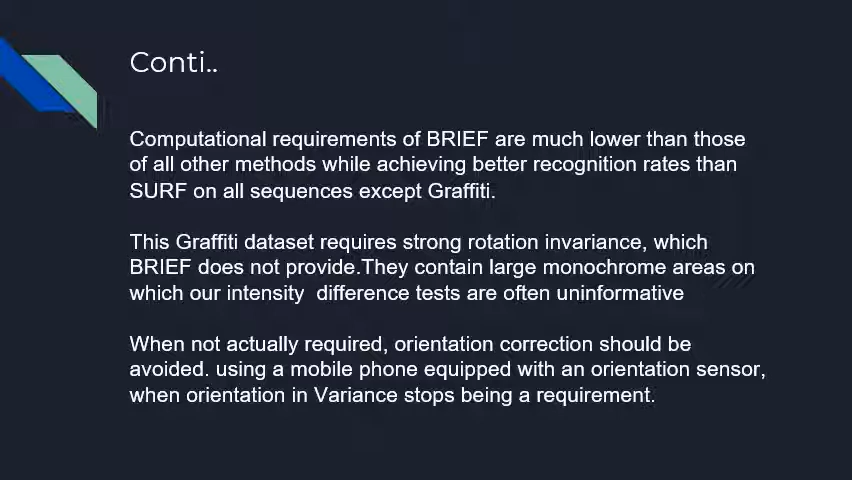 Conti..
Computational requirements of BRIEF are much lower than those
of all other methods while achieving better recognition rates than
SURF on all sequences except Graffiti.
This Graffiti dataset requires strong rotation invariance, which
BRIEF does not provide.They contain large monochrome areas on
which our intensity  difference tests are often uninformative
When not actually required, orientation correction should be
avoided. using a mobile phone equipped with an orientation sensor,
when orientation in Variance stops being a requirement.